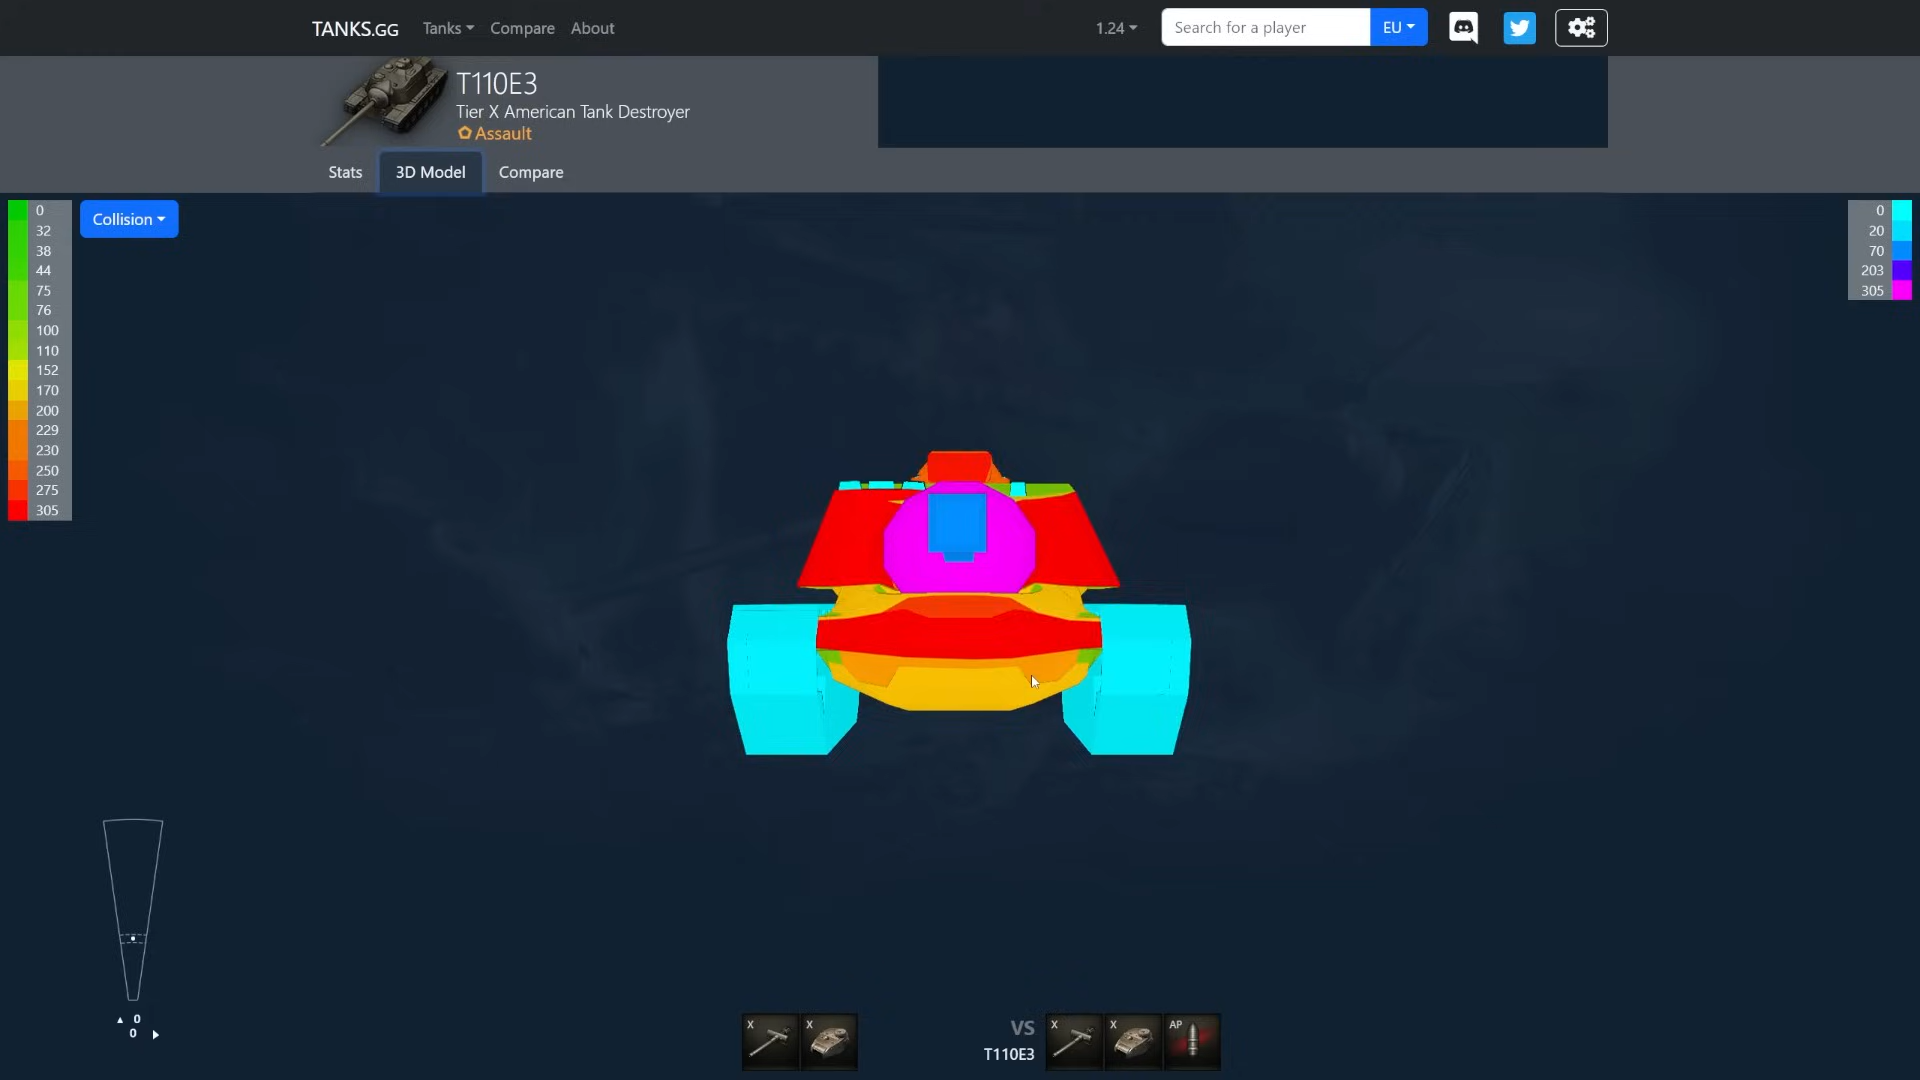 TANKS.GG Tanks Compare About 1.24 Search for a player EU
T110E3
Tier X American Tank Destroyer
Assault
Stats 3D Model Compare
Collision
0
32
38
44
75
76
100
110
152
170
200
229
230
250
275
305
0
20
70
203
305
0
0
X X
VS
T110E3
X X AP